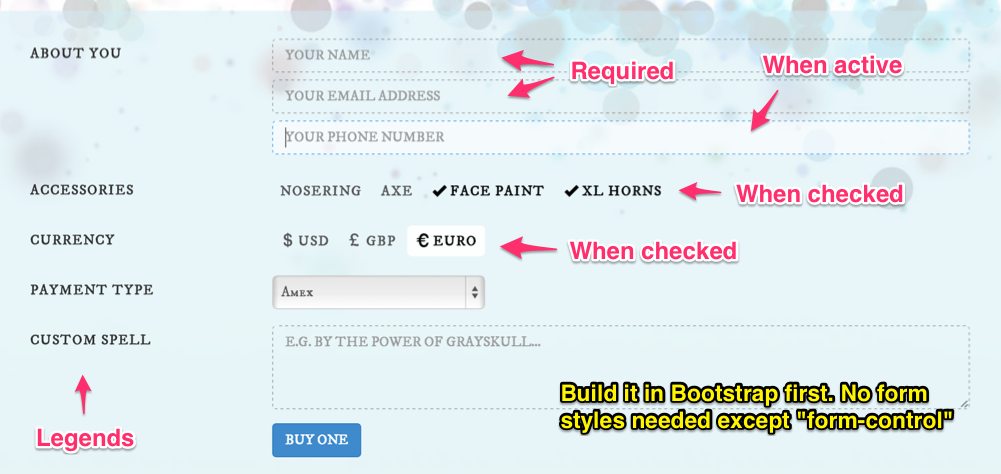 ABOUT YOU
YOUR NAME
Required
When active
YOUR EMAIL ADDRESS
YOUR PHONE NUMBER
ACCESSORIES
NOSERING AXE ✔FACE PAINT ✔XL HORNS
When checked
CURRENCY
$ USD £ GBP € EURO
When checked
PAYMENT TYPE
Amex
CUSTOM SPELL
E.G. BY THE POWER OF GRAYSKULL...
Build it in Bootstrap first. No form
styles needed except "form-control"
Legends
BUY ONE